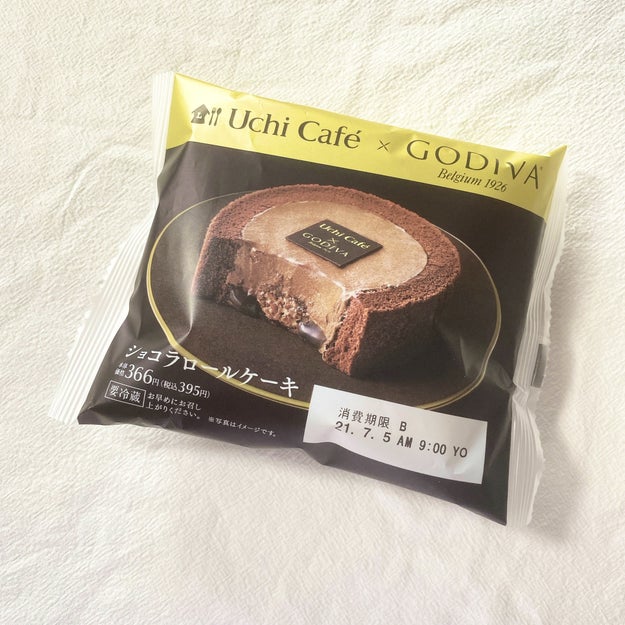 Uchi Café × GODIVA
Belgium 1926
Uchi Café
×
GODIVA
ショコラロールケーキ
本体価格366円(税込395円)
要冷蔵 お早めにお召し上がりください。
※写真はイメージです。
消費期限 B
21. 7. 5 AM 9:00 YO